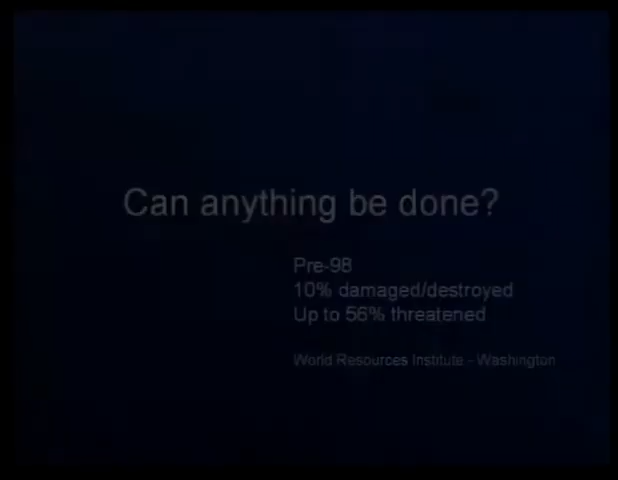 Can anything be done?
Pre-98
10% damaged/destroyed
Up to 56% threatened
World Resources Institute - Washington